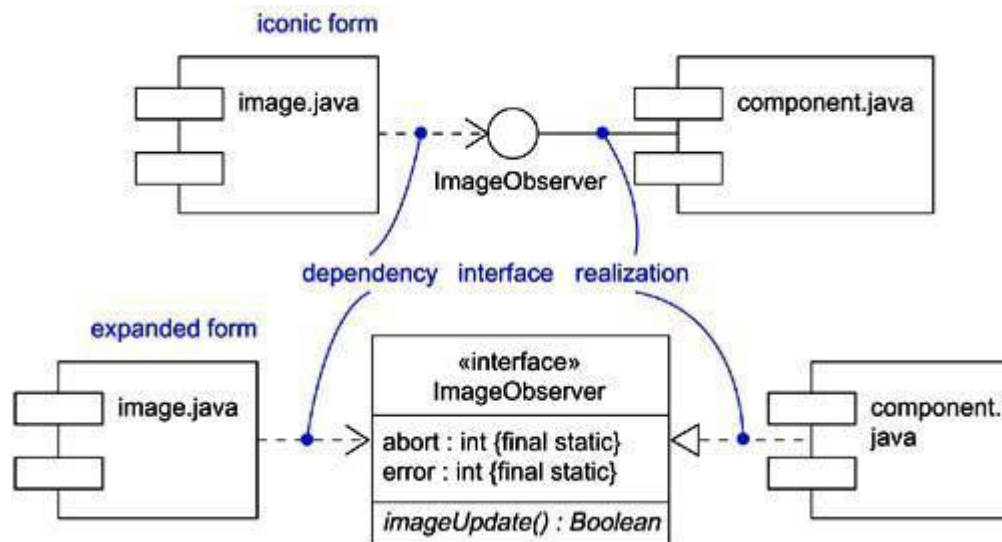 iconic form
image.java
component.java
ImageObserver
dependency interface realization
expanded form
image.java
«interface»
ImageObserver
abort : int {final static}
error : int {final static}
imageUpdate() : Boolean
component.
java